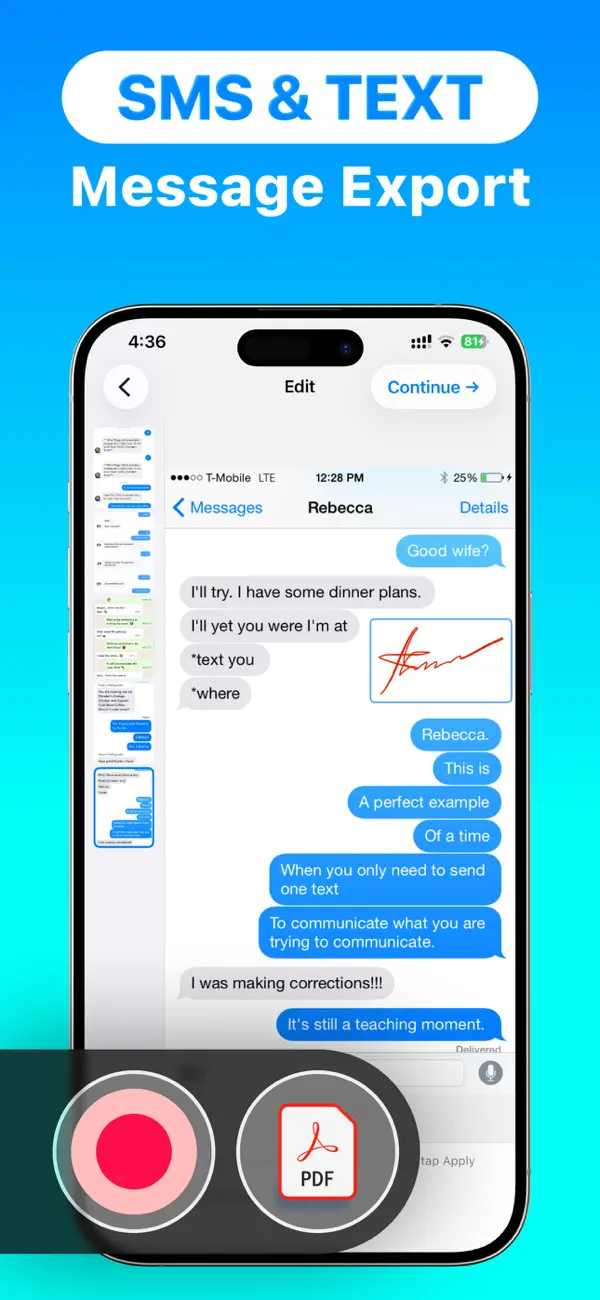 SMS & TEXT
Message Export
4:36
81
Edit
Continue →
T-Mobile LTE
12:28 PM
25%
Messages
Rebecca
Details
Good wife?
I'll try. I have some dinner plans.
I'll yet you were I'm at
*text you
*where
Rebecca.
This is
A perfect example
Of a time
When you only need to send
one text
To communicate what you are
trying to communicate.
I was making corrections!!!
It's still a teaching moment.
Delivered
tap Apply
PDF